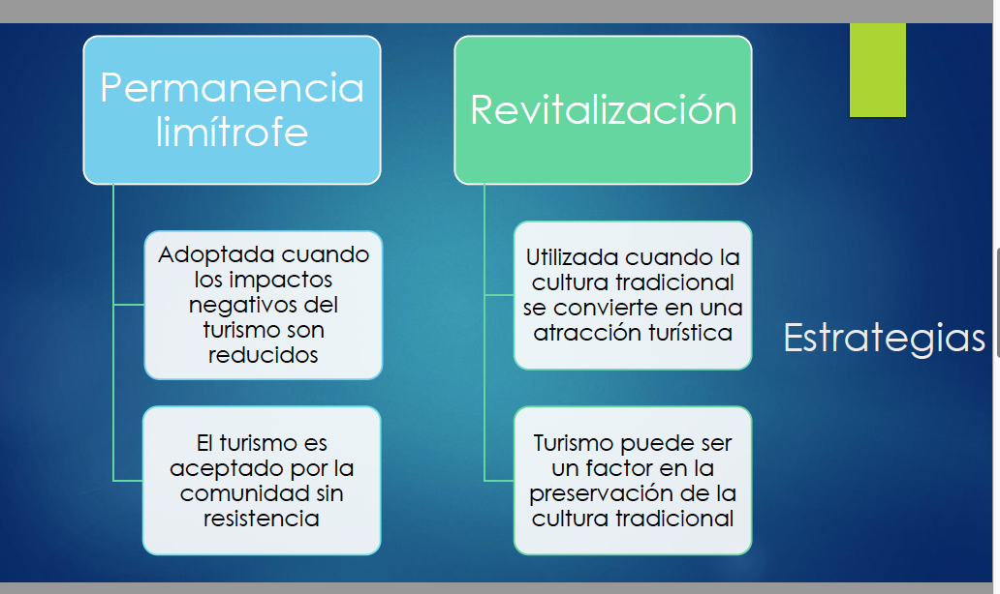 Permanencia
limítrofe
Adoptada cuando
los impactos
negativos del
turismo son
reducidos
El turismo es
aceptado por la
comunidad sin
resistencia
Revitalización
Utilizada cuando la
cultura tradicional
se convierte en una
atracción turística
Turismo puede ser
un factor en la
preservación de la
cultura tradicional
Estrategias